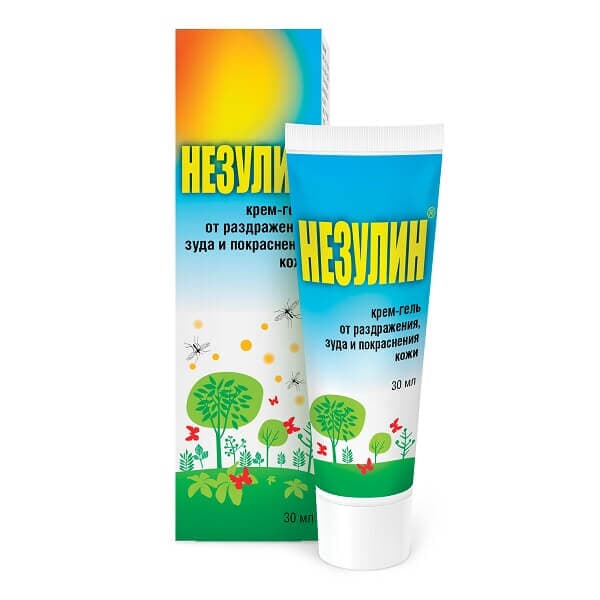 НЕЗУЛИН
крем-гель
от раздражения,
зуда и покраснения
кожи
30 мл
НЕЗУЛИН®
крем-гель
от раздражения,
зуда и покраснения
кожи
30 мл